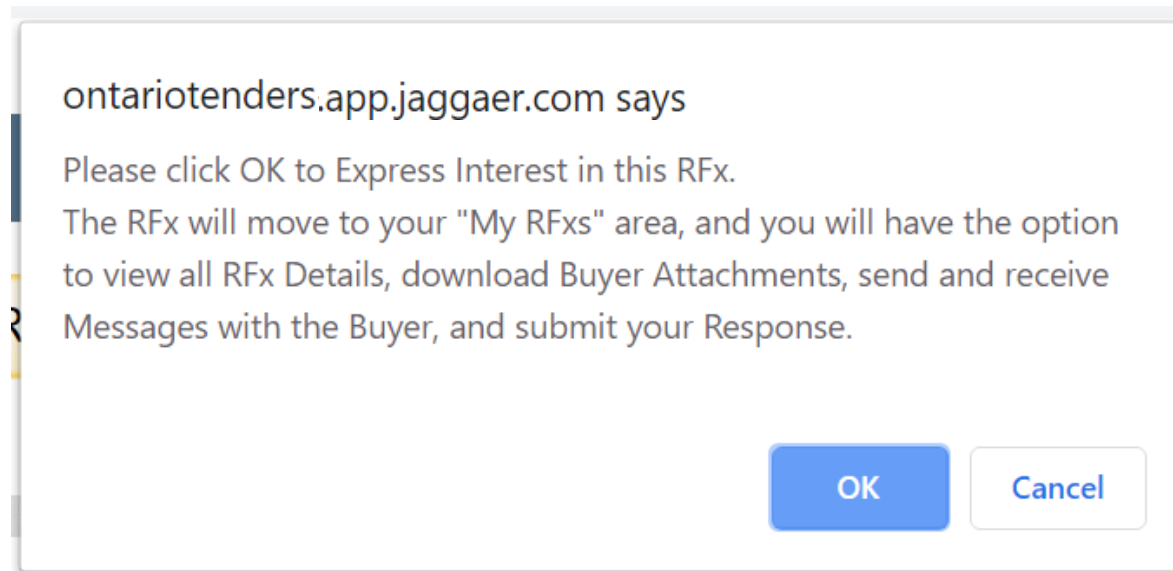 ontariotenders.app.jaggaer.com says
Please click OK to Express Interest in this RFx.
The RFx will move to your "My RFxs" area, and you will have the option
to view all RFx Details, download Buyer Attachments, send and receive
Messages with the Buyer, and submit your Response.
OK Cancel